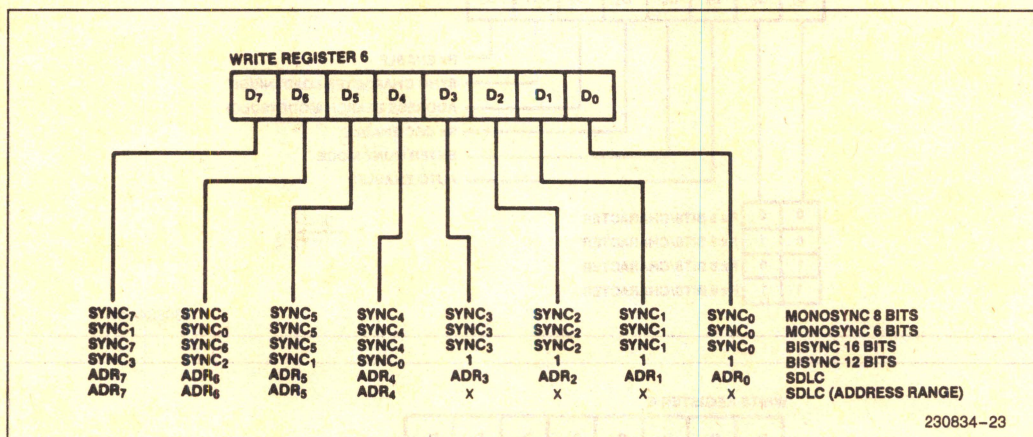 WRITE REGISTER 6
D7 D6 D5 D4 D3 D2 D1 D0
SYNC7 SYNC6 SYNC5 SYNC4 SYNC3 SYNC2 SYNC1 SYNC0 MONOSYNC 8 BITS
SYNC1 SYNC0 SYNC5 SYNC4 SYNC3 SYNC2 SYNC1 SYNC0 MONOSYNC 6 BITS
SYNC7 SYNC6 SYNC5 SYNC4 SYNC3 SYNC2 SYNC1 SYNC0 BISYNC 16 BITS
SYNC3 SYNC2 SYNC1 SYNC0 1 1 1 1 BISYNC 12 BITS
ADR7 ADR6 ADR5 ADR4 ADR3 ADR2 ADR1 ADR0 SDLC
ADR7 ADR6 ADR5 ADR4 X X X X SDLC (ADDRESS RANGE)
230834–23